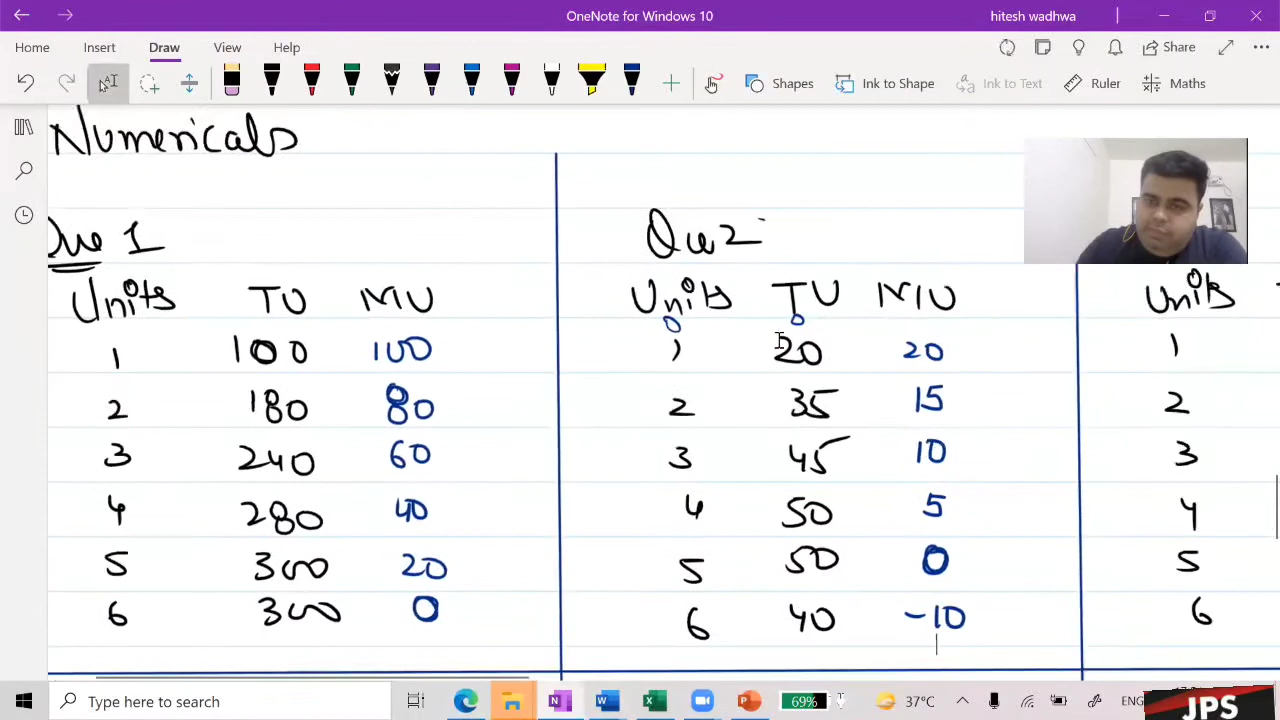 OneNote for Windows 10
hitesh wadhwa
Home Insert Draw View Help Share
Shapes Ink to Shape Ink to Text Ruler Maths
Numericals
Que 1
Units TU MU
1 100 100
2 180 80
3 240 60
4 280 40
5 300 20
6 300 0
Que 2
Units TU MU
0 0
1 20 20
2 35 15
3 45 10
4 50 5
5 50 0
6 40 -10
Units
1
2
3
4
5
6
Type here to search 69% 37°C ENG
JPS